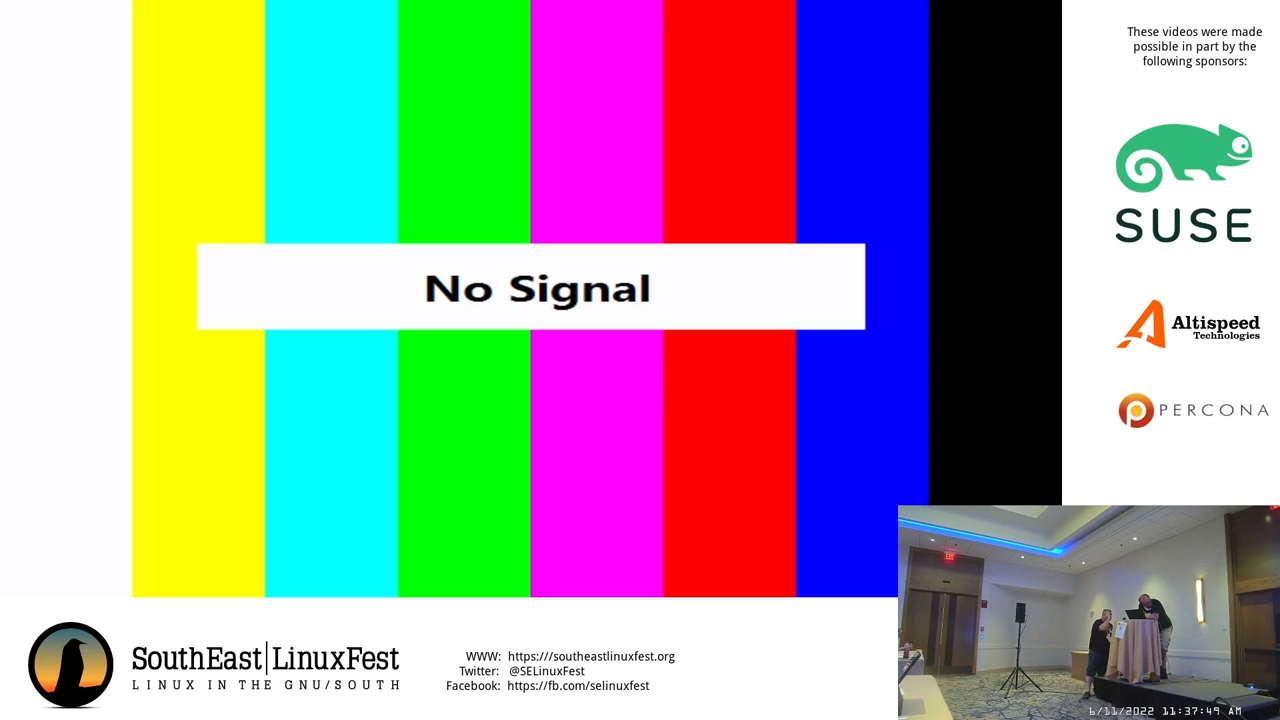 These videos were made
possible in part by the
following sponsors:
SUSE
Altispeed
Technologies
PERCONA
No Signal
SouthEast LinuxFest
LINUX IN THE GNU/SOUTH
WWW: https:///southeastlinuxfest.org
Twitter: @SELinuxFest
Facebook: https://fb.com/selinuxfest
EXIT
6/11/2022 11:37:49 AM